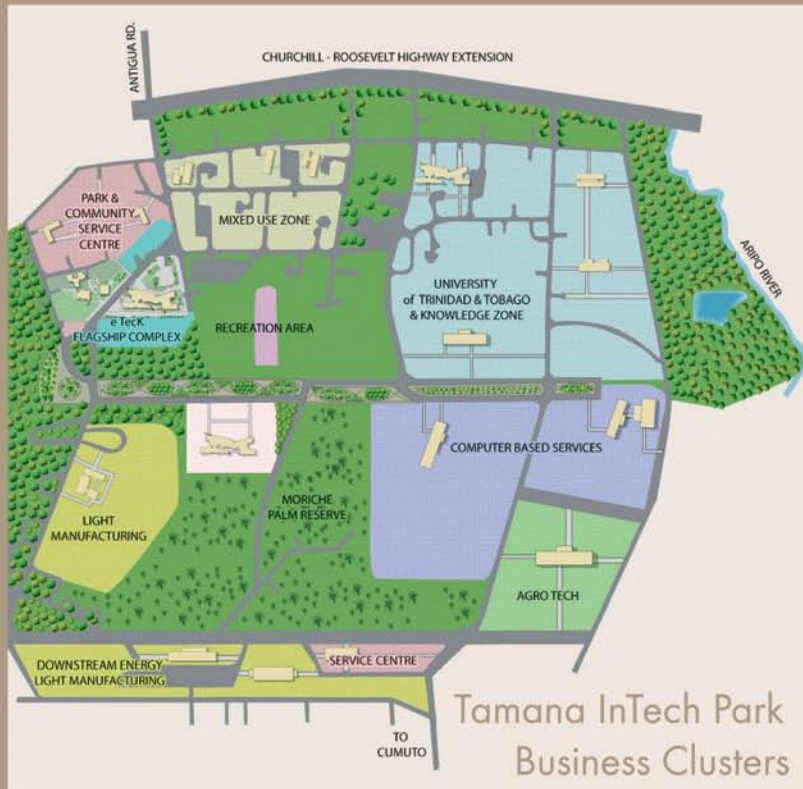 ANTIGUA RD.
CHURCHILL - ROOSEVELT HIGHWAY EXTENSION
PARK &
COMMUNITY
SERVICE
CENTRE
MIXED USE ZONE
ARIPO RIVER
UNIVERSITY
of TRINIDAD & TOBAGO
& KNOWLEDGE ZONE
e TecK
FLAGSHIP COMPLEX
RECREATION AREA
COMPUTER BASED SERVICES
MORICHE
PALM RESERVE
LIGHT
MANUFACTURING
AGRO TECH
DOWNSTREAM ENERGY
LIGHT MANUFACTURING
SERVICE CENTRE
TO
CUMUTO
Tamana InTech Park
Business Clusters